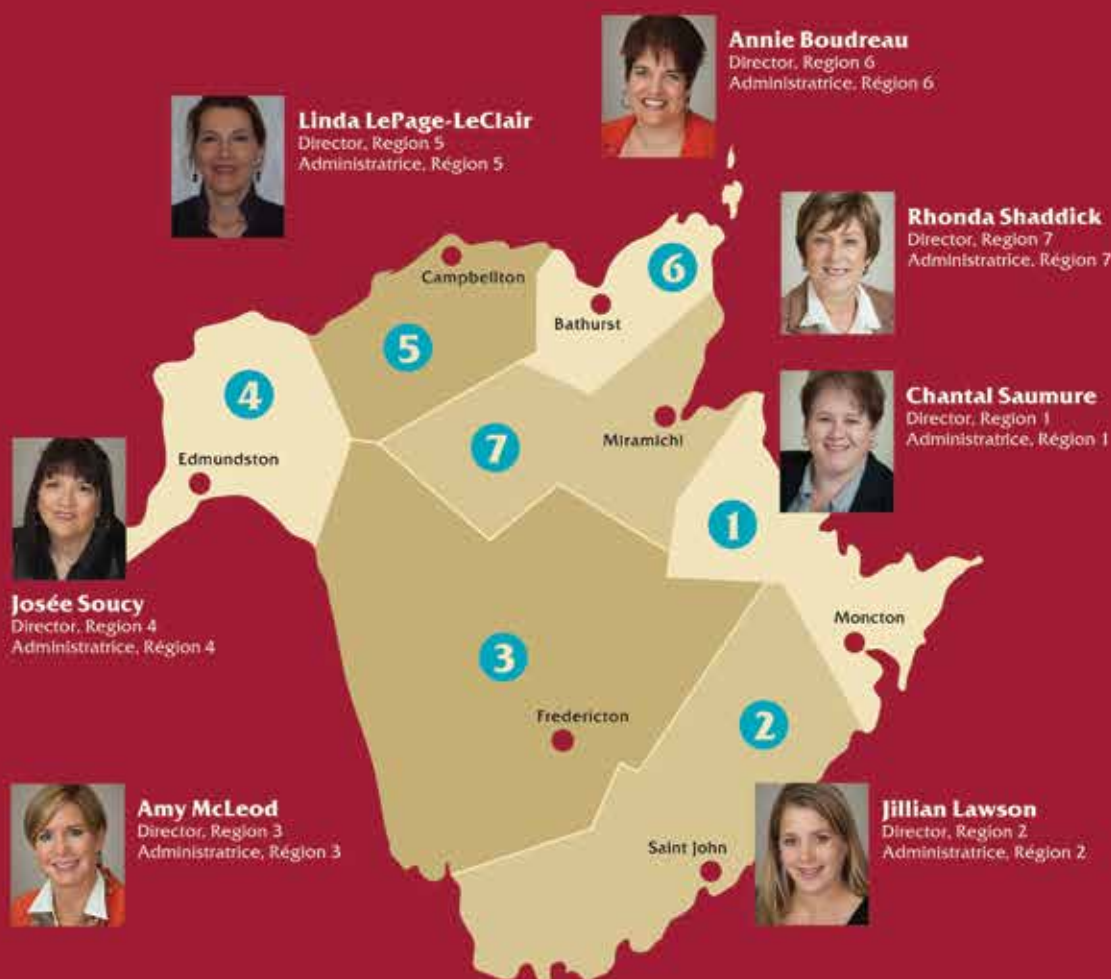 Annie Boudreau
Director, Region 6
Administratrice, Région 6
Linda LePage-LeClair
Director, Region 5
Administratrice, Région 5
Rhonda Shaddick
Director, Region 7
Administratrice, Région 7
6
Campbellton
Bathurst
5
4
Chantal Saumure
Director, Region 1
Administratrice, Région 1
Miramichi
7
Edmundston
1
Josée Soucy
Director, Region 4
Administratrice, Région 4
Moncton
3
Fredericton
2
Amy McLeod
Director, Region 3
Administratrice, Région 3
Jillian Lawson
Director, Region 2
Administratrice, Région 2
Saint John